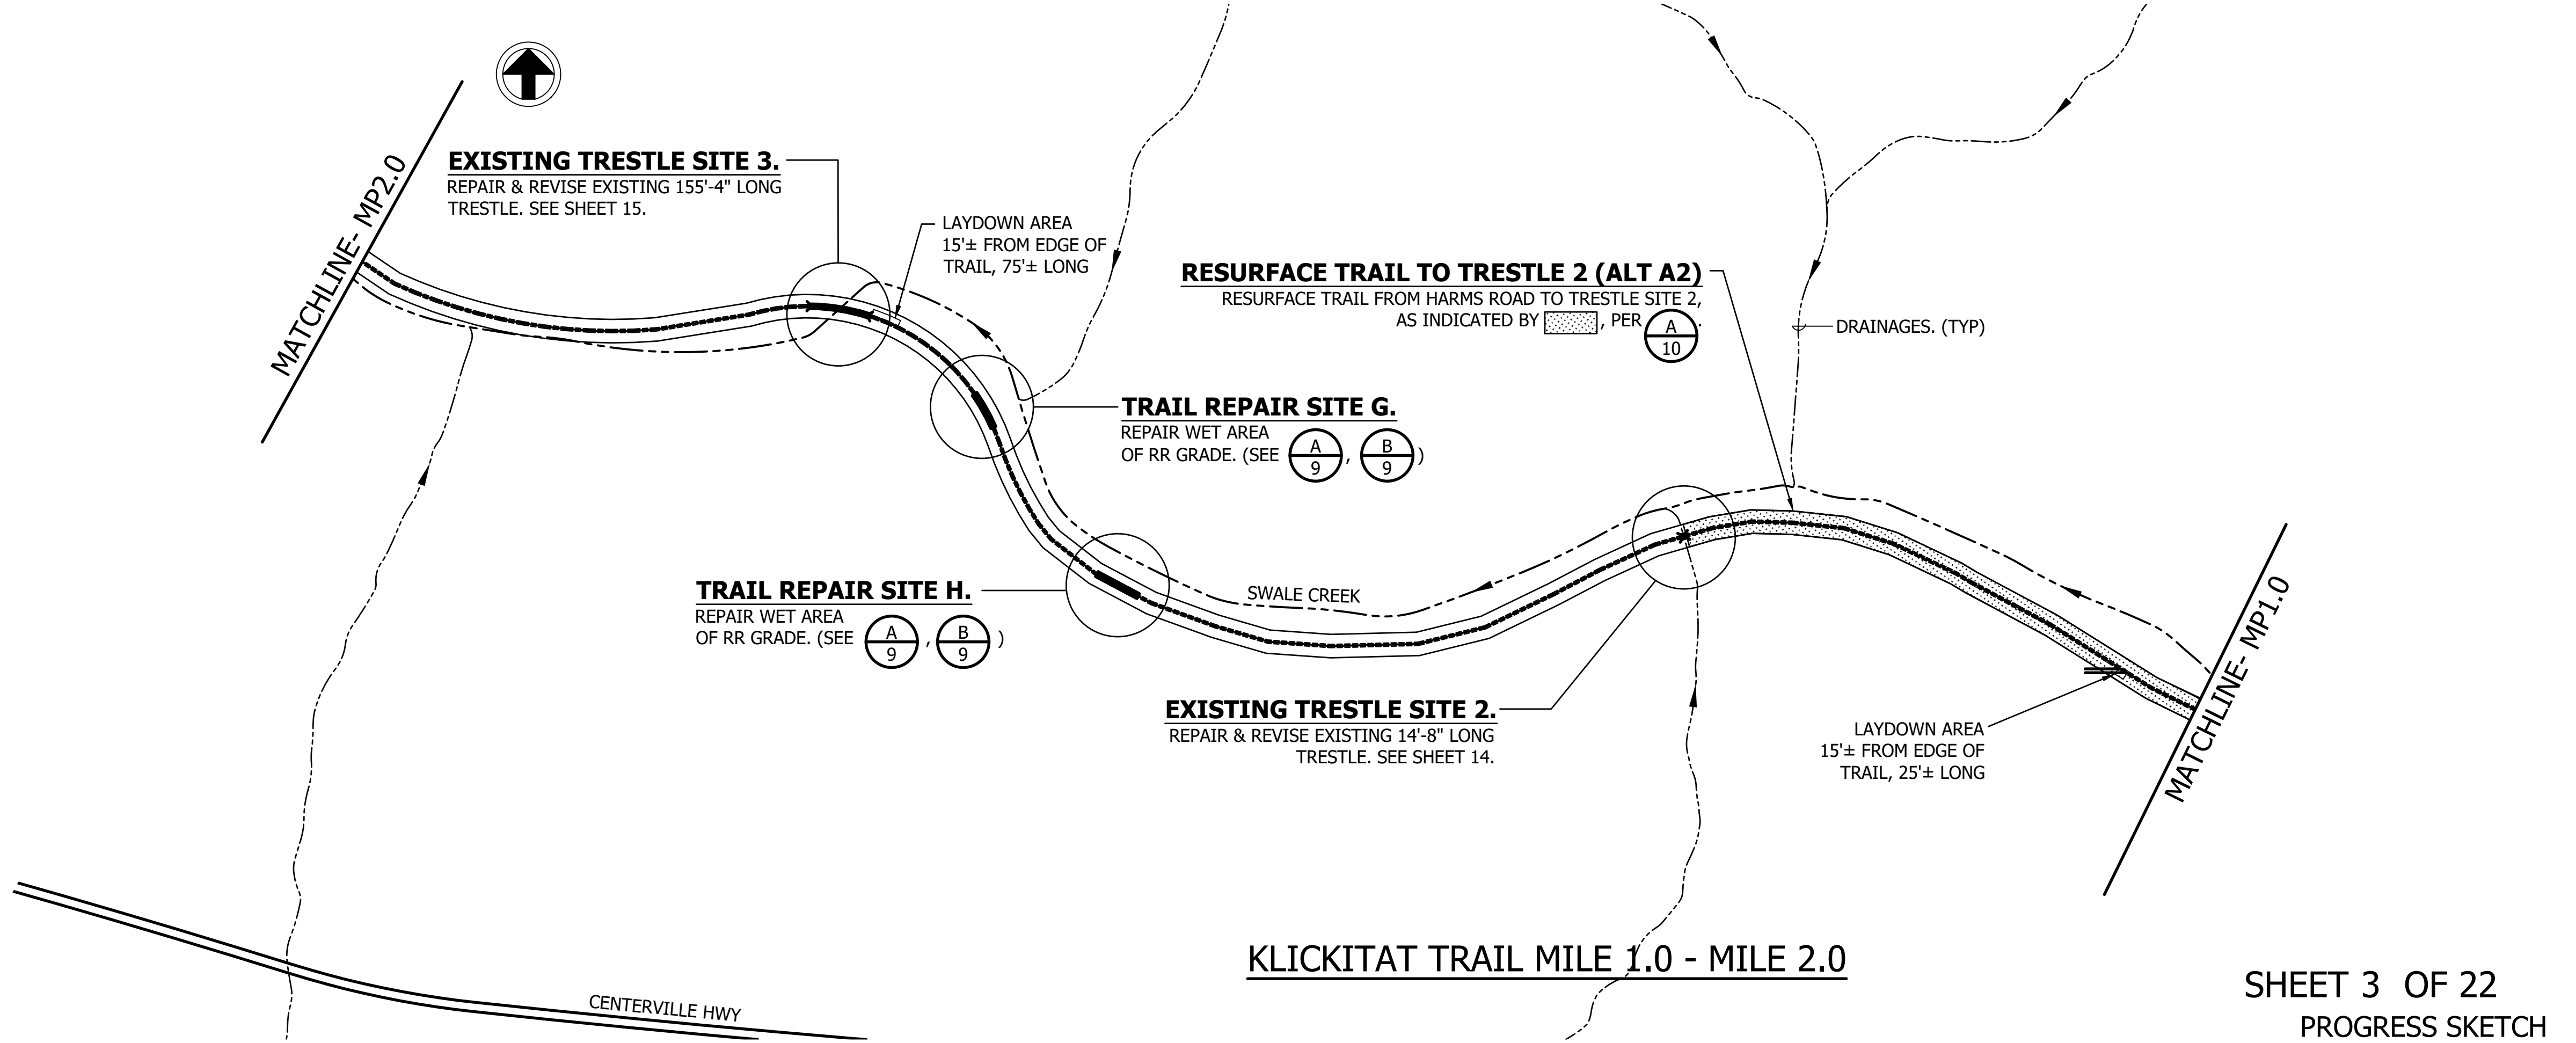 MATCHLINE- MP2.0
EXISTING TRESTLE SITE 3.
REPAIR & REVISE EXISTING 155'-4" LONG
TRESTLE. SEE SHEET 15.
LAYDOWN AREA
15'± FROM EDGE OF
TRAIL, 75'± LONG
RESURFACE TRAIL TO TRESTLE 2 (ALT A2)
RESURFACE TRAIL FROM HARMS ROAD TO TRESTLE SITE 2,
AS INDICATED BY , PER A 10 .
DRAINAGES. (TYP)
TRAIL REPAIR SITE G.
REPAIR WET AREA
OF RR GRADE. (SEE A 9 , B 9 )
TRAIL REPAIR SITE H.
REPAIR WET AREA
OF RR GRADE. (SEE A 9 , B 9 )
SWALE CREEK
EXISTING TRESTLE SITE 2.
REPAIR & REVISE EXISTING 14'-8" LONG
TRESTLE. SEE SHEET 14.
LAYDOWN AREA
15'± FROM EDGE OF
TRAIL, 25'± LONG
MATCHLINE- MP1.0
CENTERVILLE HWY
KLICKITAT TRAIL MILE 1.0 - MILE 2.0
SHEET 3 OF 22
PROGRESS SKETCH